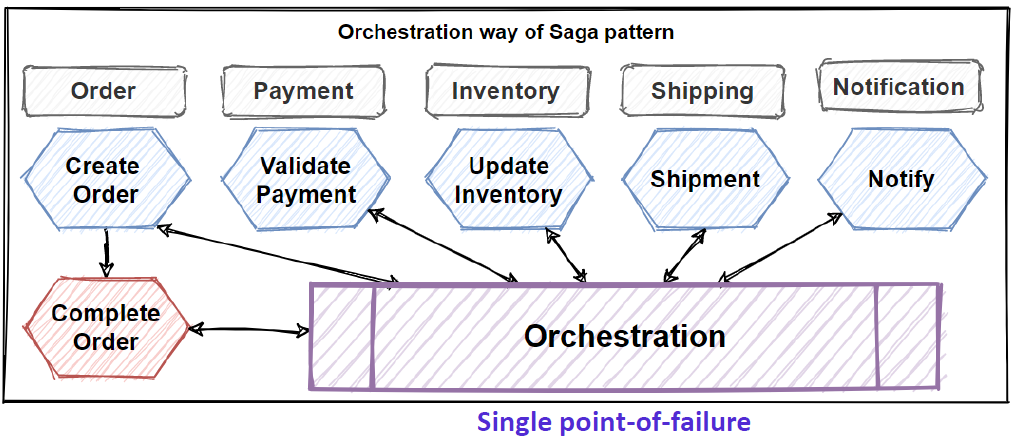 Orchestration way of Saga pattern
Order
Payment
Inventory
Shipping
Notification
Create
Order
Validate
Payment
Update
Inventory
Shipment
Notify
Complete
Order
Orchestration
Single point-of-failure